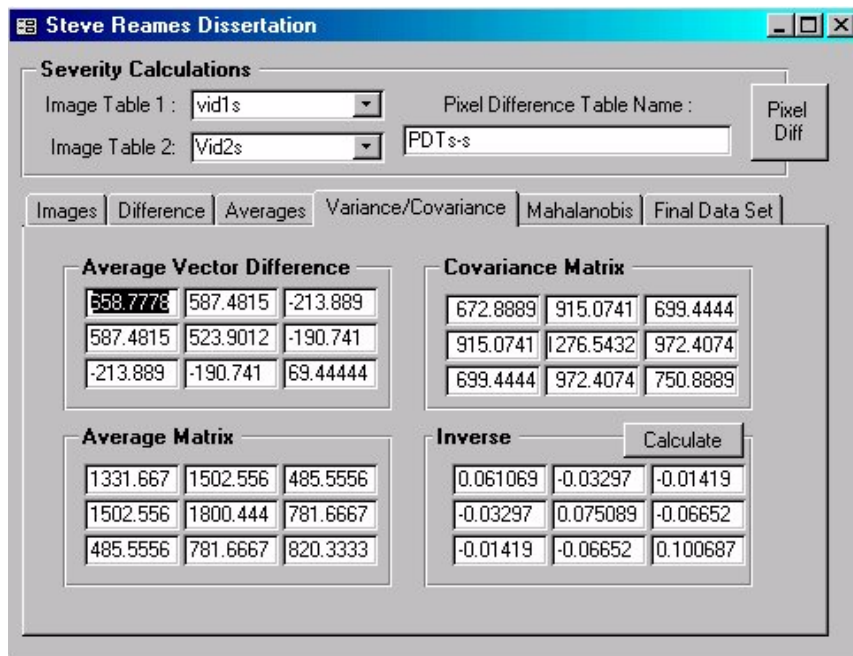 Steve Reames Dissertation
Severity Calculations
Image Table 1 : vid1s Pixel Difference Table Name : Pixel Diff
Image Table 2: Vid2s PDTs-s
Images Difference Averages Variance/Covariance Mahalanobis Final Data Set
Average Vector Difference
658.7778 587.4815 -213.889
587.4815 523.9012 -190.741
-213.889 -190.741 69.44444
Covariance Matrix
672.8889 915.0741 699.4444
915.0741 1276.5432 972.4074
699.4444 972.4074 750.8889
Average Matrix
1331.667 1502.556 485.5556
1502.556 1800.444 781.6667
485.5556 781.6667 820.3333
Inverse Calculate
0.061069 -0.03297 -0.01419
-0.03297 0.075089 -0.06652
-0.01419 -0.06652 0.100687